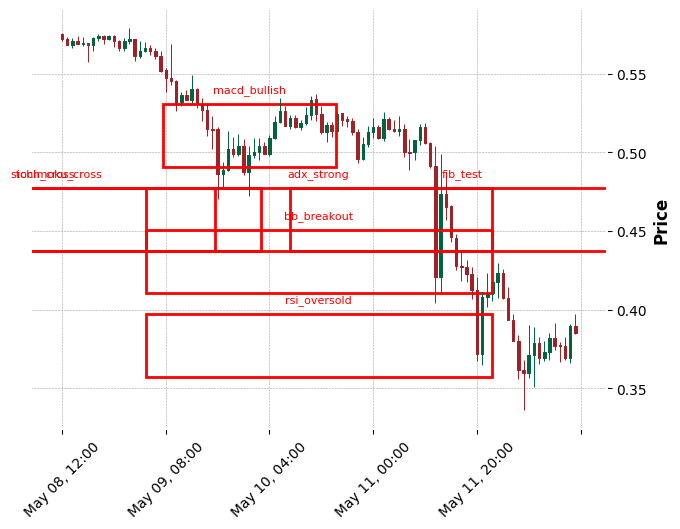 macd_bullish
adx_strong
fib_test
bb_breakout
rsi_oversold
0.55
0.50
0.45
0.40
0.35
Price
May 08, 12:00
May 09, 08:00
May 10, 04:00
May 11, 00:00
May 11, 20:00